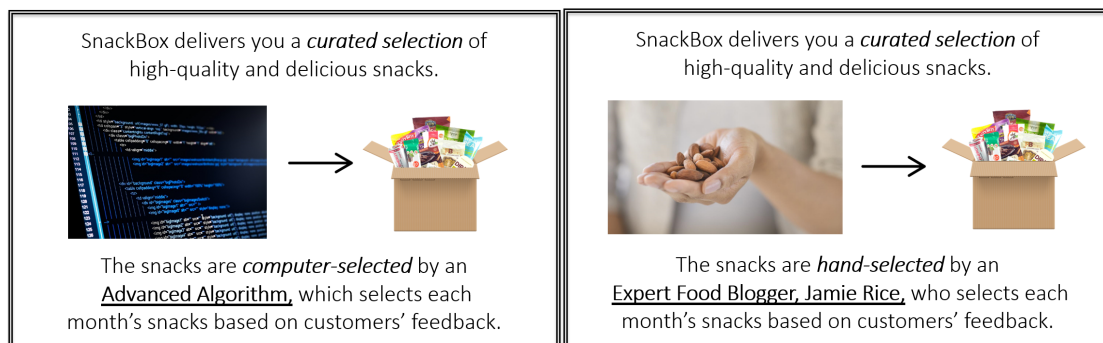 SnackBox delivers you a curated selection of
high-quality and delicious snacks.
The snacks are computer-selected by an
Advanced Algorithm, which selects each
month's snacks based on customers' feedback.
SnackBox delivers you a curated selection of
high-quality and delicious snacks.
The snacks are hand-selected by an
Expert Food Blogger, Jamie Rice, who selects each
month's snacks based on customers' feedback.